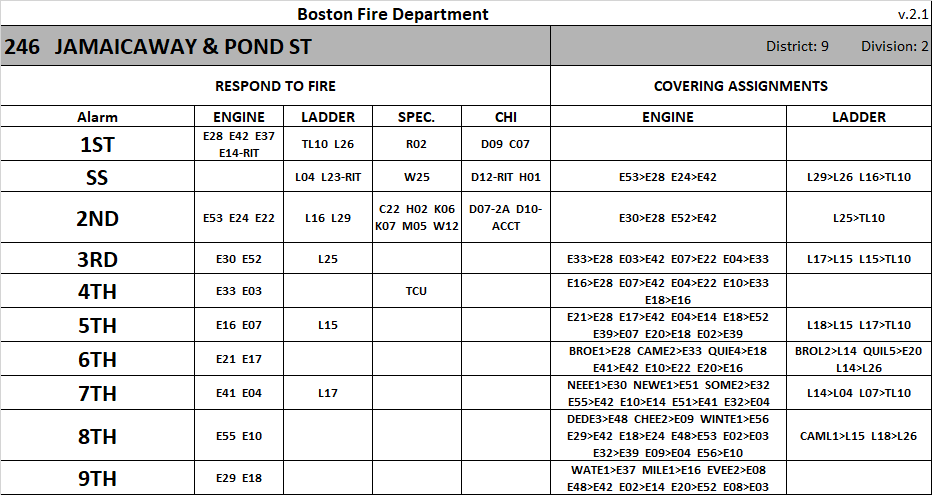 Boston Fire Department v.2.1
246 JAMAICAWAY & POND ST District: 9 Division: 2
RESPOND TO FIRE COVERING ASSIGNMENTS
Alarm ENGINE LADDER SPEC. CHI ENGINE LADDER
1ST E28 E42 E37 E14-RIT TL10 L26 R02 D09 C07
SS L04 L23-RIT W25 D12-RIT H01 E53>E28 E24>E42 L29>L26 L16>TL10
2ND E53 E24 E22 L16 L29 C22 H02 K06 K07 M05 W12 D07-2A D10-ACCT E30>E28 E52>E42 L25>TL10
3RD E30 E52 L25 E33>E28 E03>E42 E07>E22 E04>E33 L17>L15 L15>TL10
4TH E33 E03 TCU E16>E28 E07>E42 E04>E22 E10>E33 E18>E16
5TH E16 E07 L15 E21>E28 E17>E42 E04>E14 E18>E52 E39>E07 E20>E18 E02>E39 L18>L15 L17>TL10
6TH E21 E17 BROE1>E28 CAME2>E33 QUIE4>E18 E41>E42 E10>E22 E20>E16 BROL2>L14 QUIL5>E20 L14>L26
7TH E41 E04 L17 NEEE1>E30 NEWE1>E51 SOME2>E32 E55>E42 E10>E14 E51>E41 E32>E04 L14>L04 L07>TL10
8TH E55 E10 DEDE3>E48 CHEE2>E09 WINTE1>E56 E29>E42 E18>E24 E48>E53 E02>E03 E32>E39 E09>E04 E56>E10 CAML1>L15 L18>L26
9TH E29 E18 WATE1>E37 MILE1>E16 EVEE2>E08 E48>E42 E02>E14 E20>E52 E08>E03